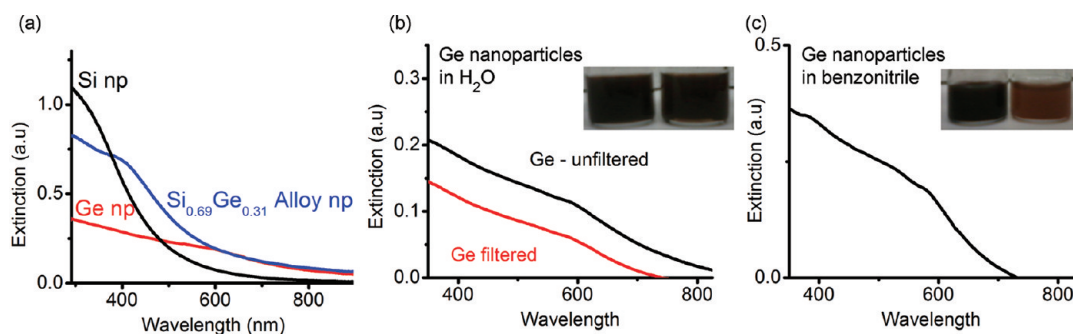 (a)
Si np
Si0.69Ge0.31 Alloy np
Ge np
1.0
0.5
0.0
400
600
800
Extinction (a.u)
Wavelength (nm)
(b)
Ge nanoparticles
in H2O
Ge - unfiltered
Ge filtered
0.3
0.2
0.1
0.0
400
600
800
Extinction (a.u)
Wavelength
(c)
Ge nanoparticles
in benzonitrile
0.5
0.0
400
600
800
Extinction (a.u)
Wavelength